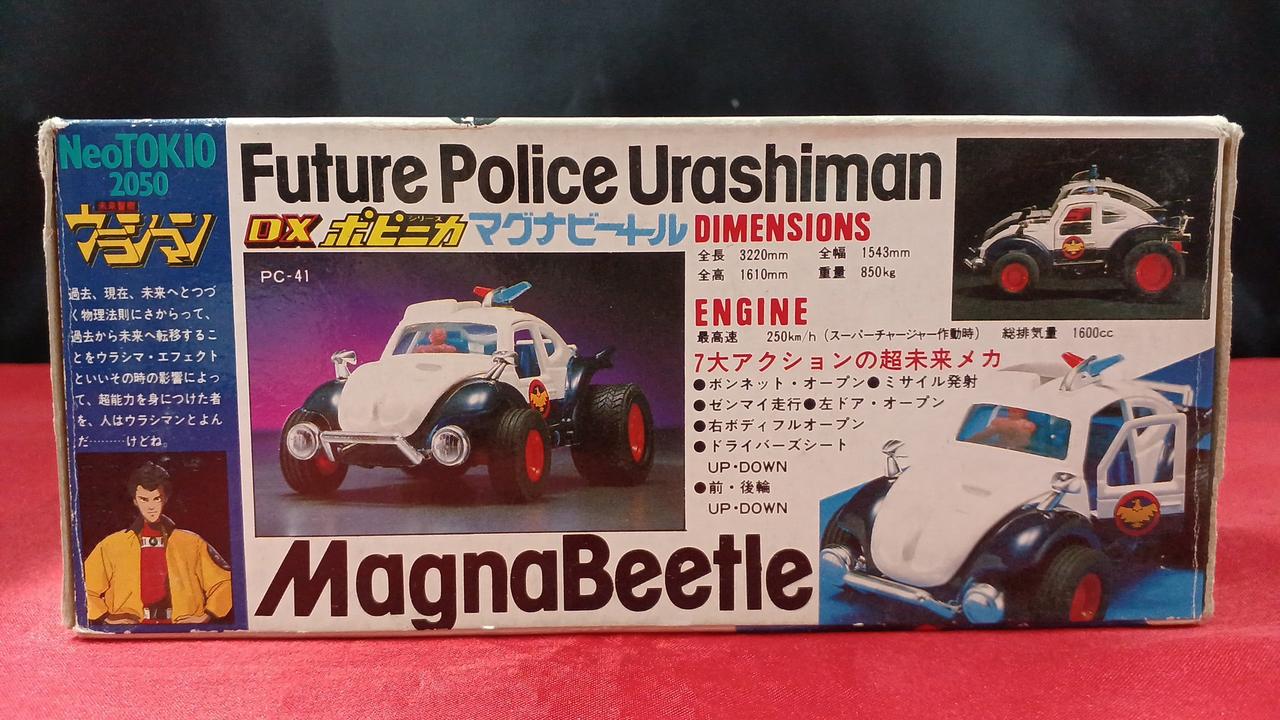 NeoTOKIO
2050
未来警察
ウラシマン
過去、現在、未来へとつづ
く物理法則にさからって、
過去から未来へ転移するこ
とをウラシマ・エフェクト
といいその時の影響によっ
て、超能力を身につけた者
を、人はウラシマンとよん
だ………けどね。
Future Police Urashiman
DX ポピニカ シリーズ マグナビートル
PC-41
MagnaBeetle
DIMENSIONS
全長 3220mm 全幅 1543mm
全高 1610mm 重量 850kg
ENGINE
最高速 250km/h (スーパーチャージャー作動時) 総排気量 1600cc
7大アクションの超未来メカ
●ボンネット・オープン●ミサイル発射
●ゼンマイ走行●左ドア・オープン
●右ボディフルオープン
●ドライバーズシート
UP・DOWN
●前・後輪
UP・DOWN